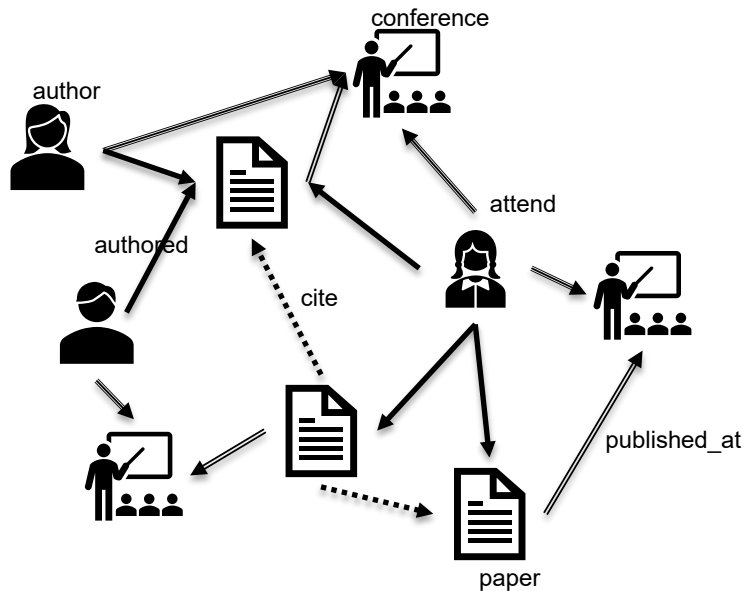 conference
author
attend
authored
cite
published_at
paper